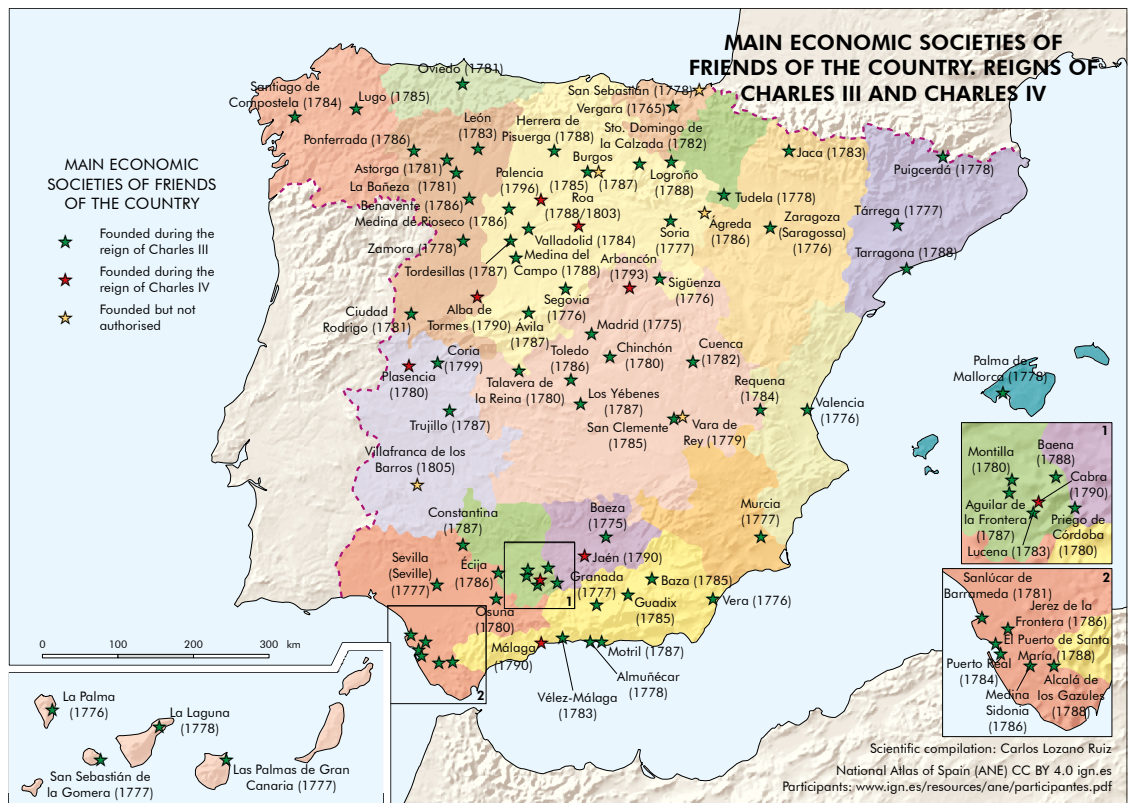 MAIN ECONOMIC SOCIETIES OF
FRIENDS OF THE COUNTRY. REIGNS OF
CHARLES III AND CHARLES IV
MAIN ECONOMIC
SOCIETIES OF FRIENDS
OF THE COUNTRY
Founded during the
reign of Charles III
Founded during the
reign of Charles IV
Founded but not
authorised
Oviedo (1781)
Santiago de
Compostela (1784)
Lugo (1785)
San Sebastián (1778)
Vergara (1765)
León
(1783)
Herrera de
Pisuerga (1788)
Sto. Domingo de
la Calzada (1782)
Ponferrada (1786)
Jaca (1783)
Puigcerdá (1778)
Astorga (1781)
La Bañeza (1781)
Palencia
(1796)
Burgos
(1785)
(1787)
Logroño
(1788)
Tudela (1778)
Benavente (1786)
Medina de Rioseco (1786)
Roa
(1788/1803)
Soria
(1777)
Ágreda
(1786)
Zaragoza
(Saragossa)
(1776)
Tárrega (1777)
Tarragona (1788)
Zamora (1778)
Valladolid (1784)
Tordesillas (1787)
Medina del
Campo (1788)
Arbancón
(1793)
Sigüenza
(1776)
Segovia
(1776)
Ciudad
Rodrigo (1781)
Alba de
Tormes (1790)
Ávila
(1787)
Madrid (1775)
Coria
(1799)
Plasencia
(1780)
Toledo
(1786)
Chinchón
(1780)
Cuenca
(1782)
Talavera de
la Reina (1780)
Los Yébenes
(1787)
Requena
(1784)
Valencia
(1776)
Palma de
Mallorca (1778)
Trujillo (1787)
San Clemente
(1785)
Vara de
Rey (1779)
Villafranca de los
Barros (1805)
Constantina
(1787)
Baeza
(1775)
Murcia
(1777)
Sevilla
(Seville)
(1777)
Écija
(1786)
Jaén (1790)
Granada
(1777)
Baza (1785)
Guadix
(1785)
Vera (1776)
Osuna
(1780)
1
2
Málaga
(1790)
Motril (1787)
Almuñécar
(1778)
Vélez-Málaga
(1783)
0 100 200 300 km
La Palma
(1776)
La Laguna
(1778)
San Sebastián de
la Gomera (1777)
Las Palmas de Gran
Canaria (1777)
1
Montilla
(1780)
Baena
(1788)
Cabra
(1790)
Aguilar de
la Frontera
(1787)
Priego de
Córdoba
(1780)
Lucena (1783)
2
Sanlúcar de
Barrameda (1781)
Jerez de la
Frontera (1786)
El Puerto de Santa
María (1788)
Puerto Real
(1784)
Medina
Sidonia
(1786)
Alcalá de
los Gazules
(1788)
Scientific compilation: Carlos Lozano Ruiz
National Atlas of Spain (ANE) CC BY 4.0 ign.es
Participants: www.ign.es/resources/ane/participantes.pdf